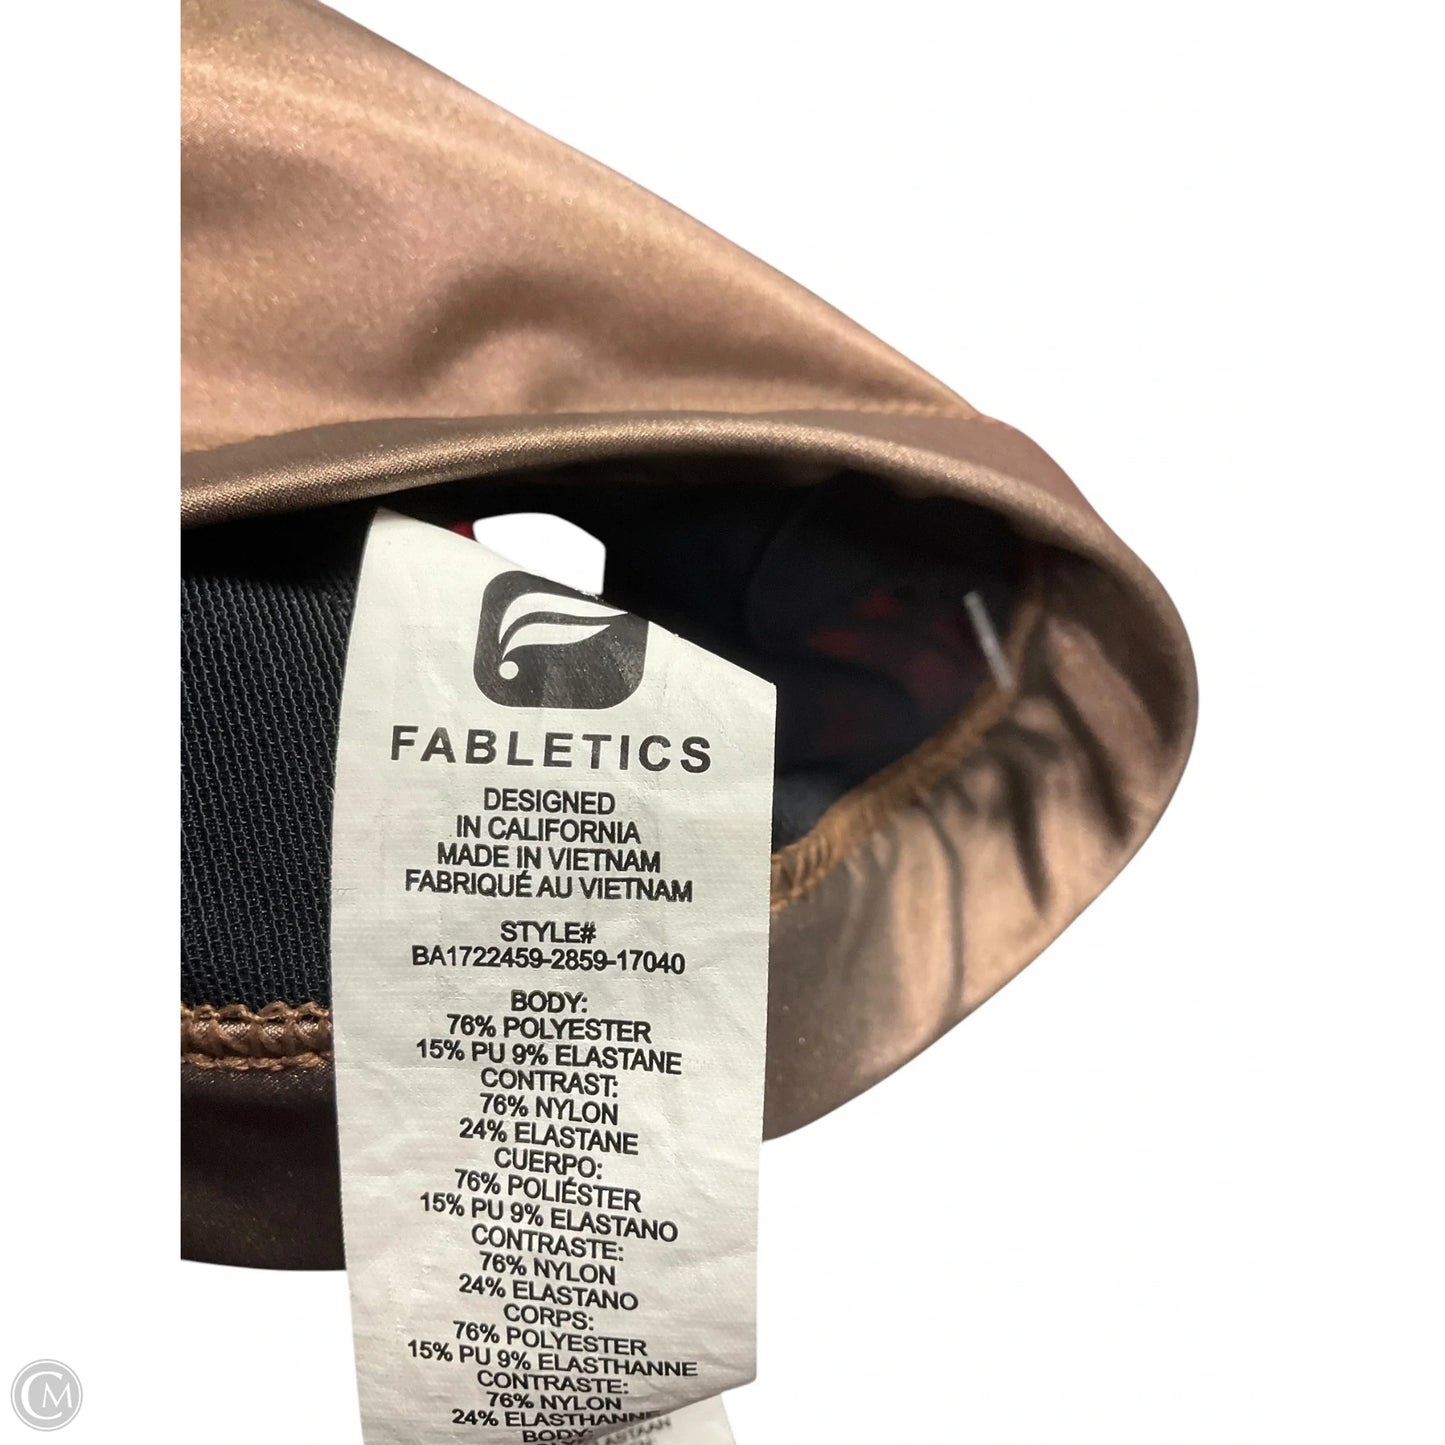 FABLETICS
DESIGNED
IN CALIFORNIA
MADE IN VIETNAM
FABRIQUÉ AU VIETNAM
STYLE#
BA1722459-2859-17040
BODY:
76% POLYESTER
15% PU 9% ELASTANE
CONTRAST:
76% NYLON
24% ELASTANE
CUERPO:
76% POLIÉSTER
15% PU 9% ELASTANO
CONTRASTE:
76% NYLON
24% ELASTANO
CORPS:
76% POLYESTER
15% PU 9% ELASTHANNE
CONTRASTE:
76% NYLON
24% ELASTHANNE
BODY:
CM